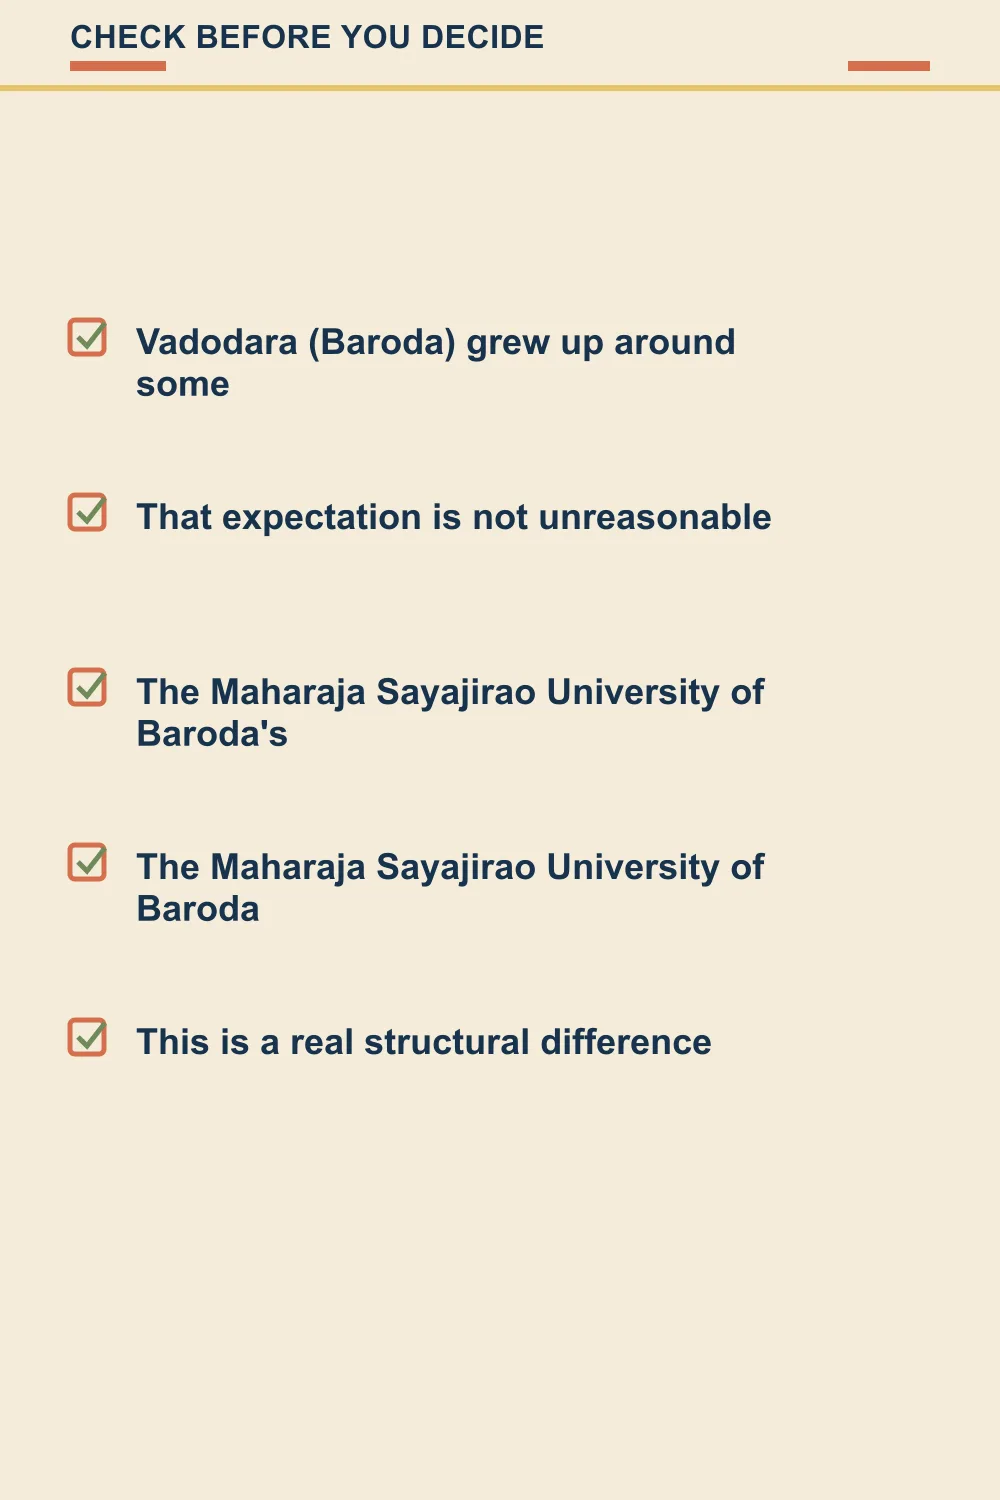 CHECK BEFORE YOU DECIDE
Vadodara (Baroda) grew up around
some
That expectation is not unreasonable
The Maharaja Sayajirao University of
Baroda's
The Maharaja Sayajirao University of
Baroda
This is a real structural difference